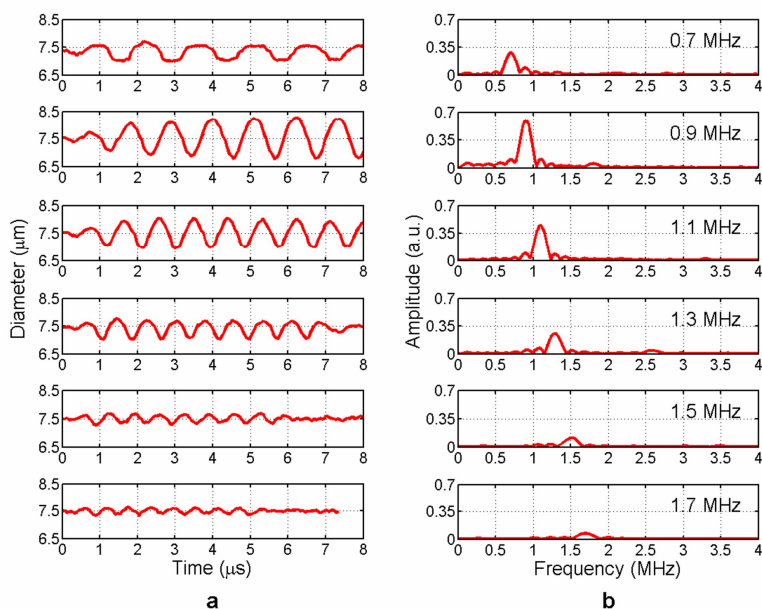 8.5
7.5
6.5
0 1 2 3 4 5 6 7 8
8.5
7.5
6.5
0 1 2 3 4 5 6 7 8
8.5
7.5
6.5
0 1 2 3 4 5 6 7 8
8.5
7.5
6.5
0 1 2 3 4 5 6 7 8
8.5
7.5
6.5
0 1 2 3 4 5 6 7 8
8.5
7.5
6.5
0 1 2 3 4 5 6 7 8
Diameter (μm)
Time (μs)
a
0.7
0.35
0
0 0.5 1 1.5 2 2.5 3 3.5 4
0.7 MHz
0.7
0.35
0
0 0.5 1 1.5 2 2.5 3 3.5 4
0.9 MHz
0.7
0.35
0
0 0.5 1 1.5 2 2.5 3 3.5 4
1.1 MHz
0.7
0.35
0
0 0.5 1 1.5 2 2.5 3 3.5 4
1.3 MHz
0.7
0.35
0
0 0.5 1 1.5 2 2.5 3 3.5 4
1.5 MHz
0.7
0.35
0
0 0.5 1 1.5 2 2.5 3 3.5 4
1.7 MHz
Amplitude (a.u.)
Frequency (MHz)
b